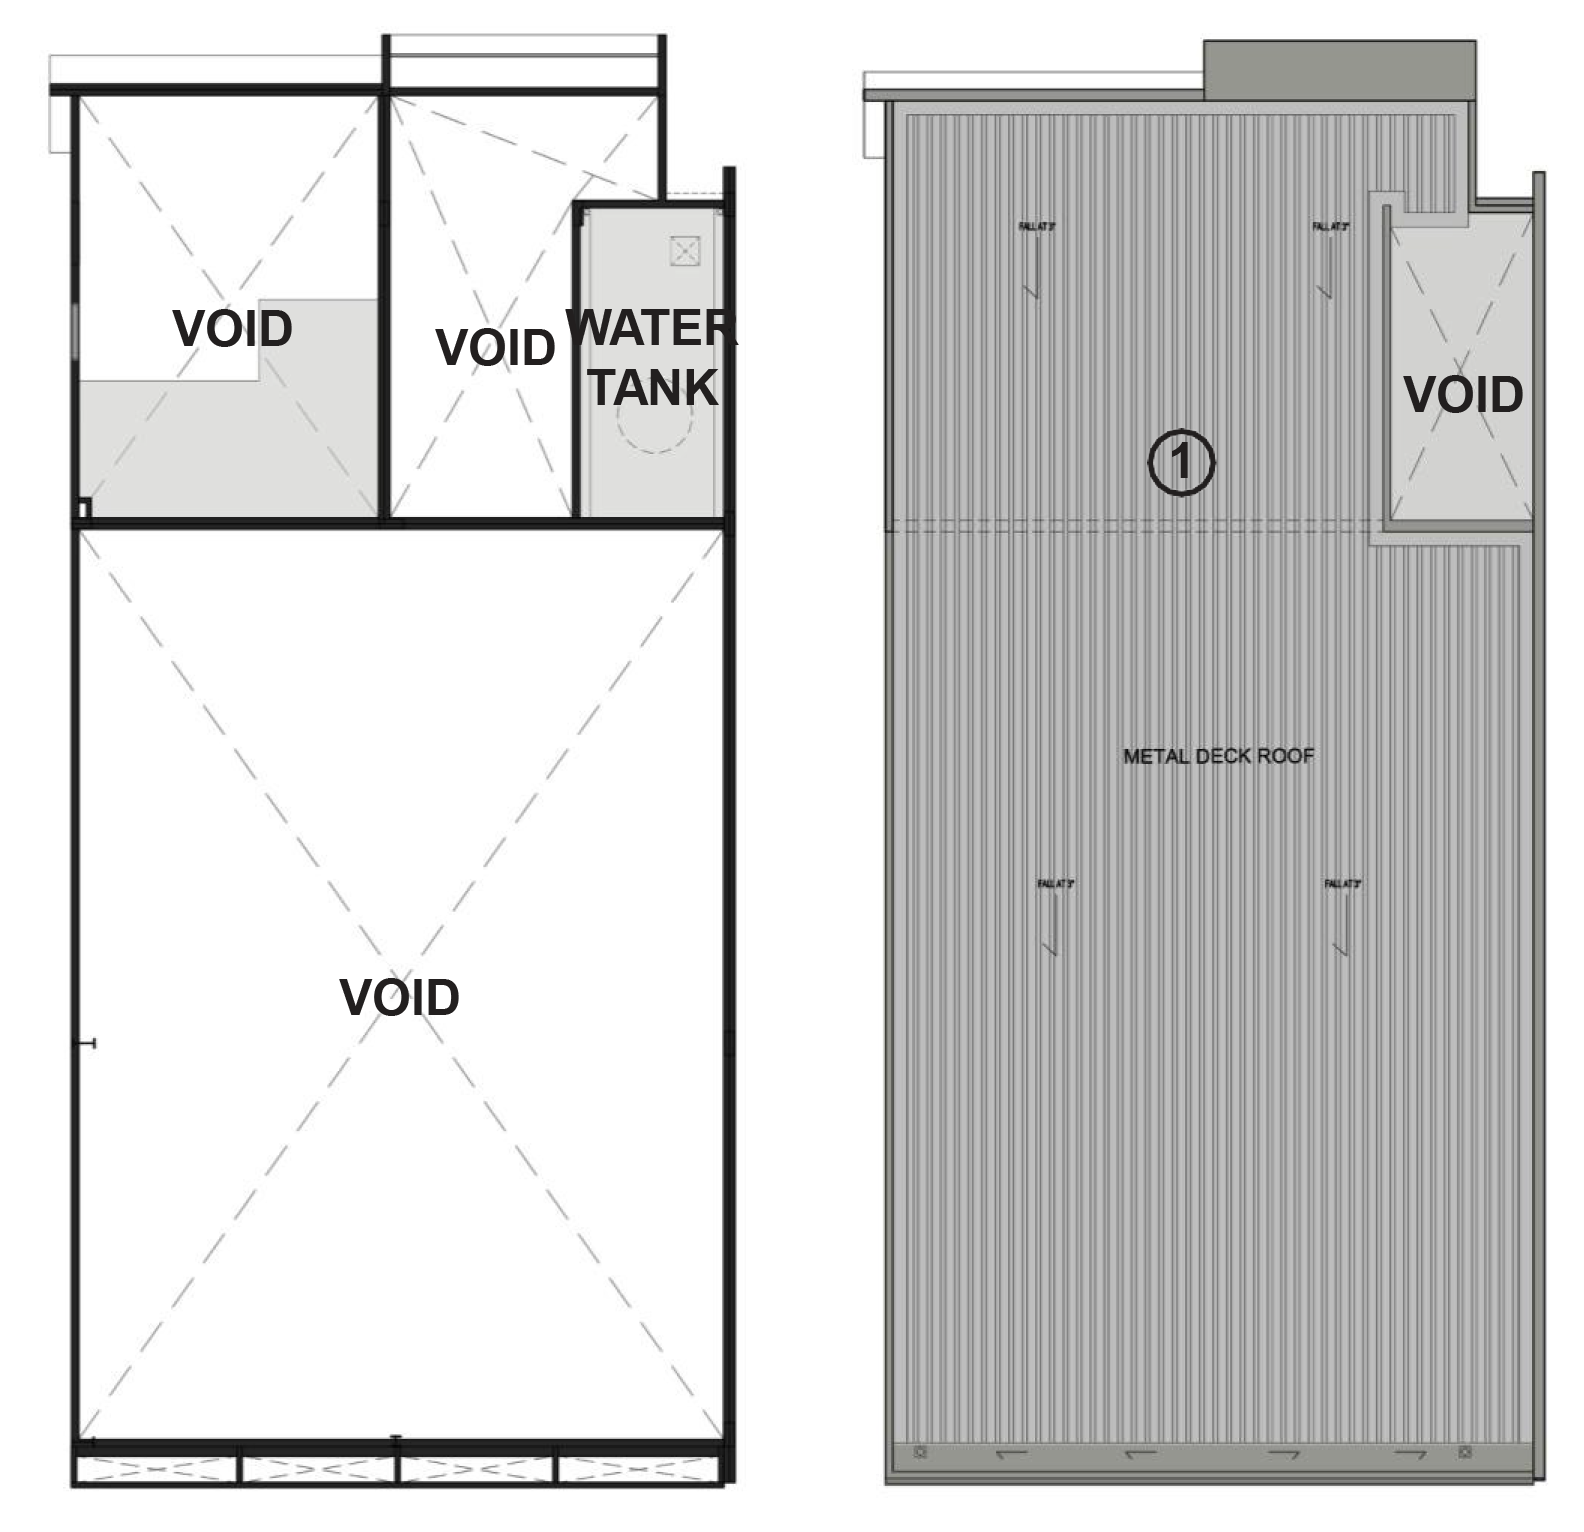 VOID
VOID
WATER
TANK
VOID
FALL AT 3°
FALL AT 3°
VOID
1
METAL DECK ROOF
FALL AT 3°
FALL AT 3°